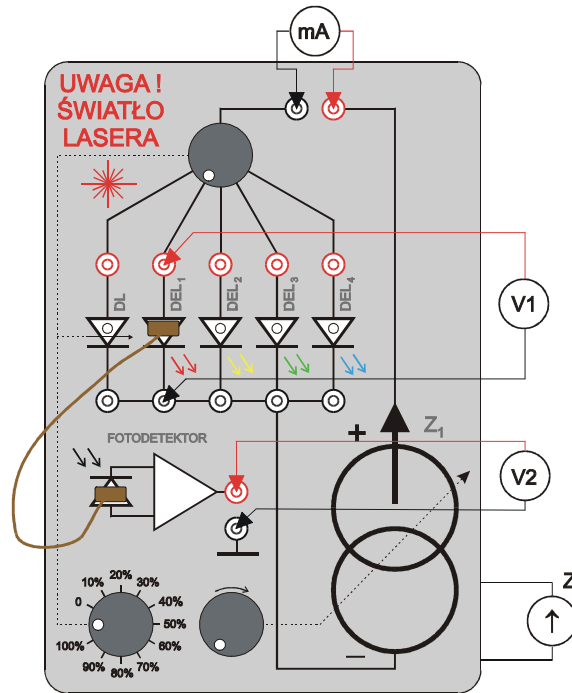 mA
UWAGA !
ŚWIATŁO
LASERA
DL
DEL1
DEL2
DEL3
DEL4
V1
FOTODETEKTOR
+
Z1
V2
Z
0
10%
20%
30%
40%
50%
60%
70%
80%
90%
100%
−